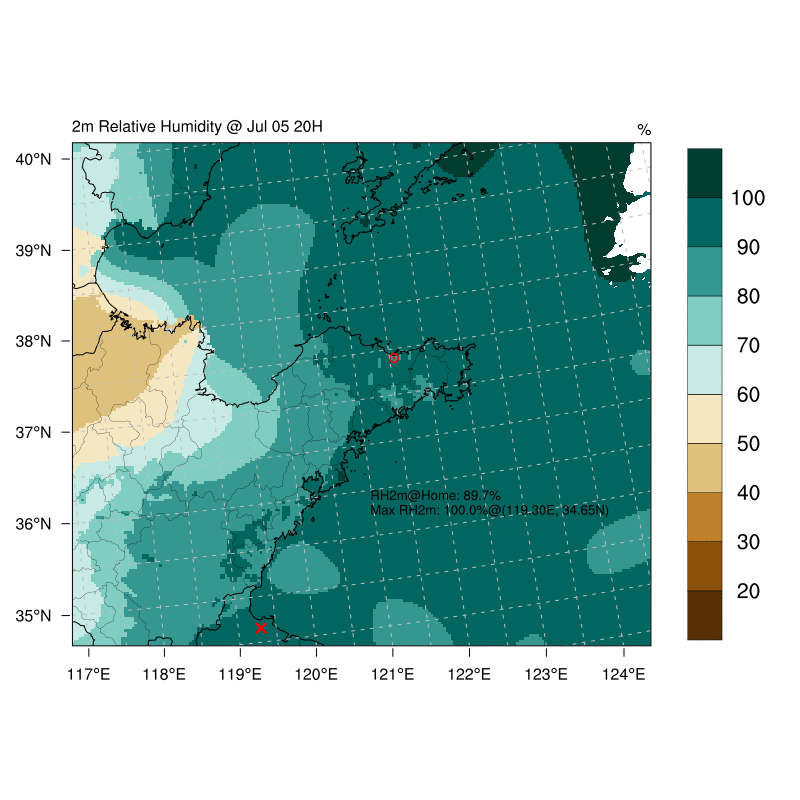 2m Relative Humidity @ Jul 05 20H
%
40°N
39°N
38°N
37°N
36°N
35°N
117°E
118°E
119°E
120°E
121°E
122°E
123°E
124°E
100
90
80
70
60
50
40
30
20
RH2m@Home: 89.7%
Max RH2m: 100.0%@(119.30E, 34.65N)